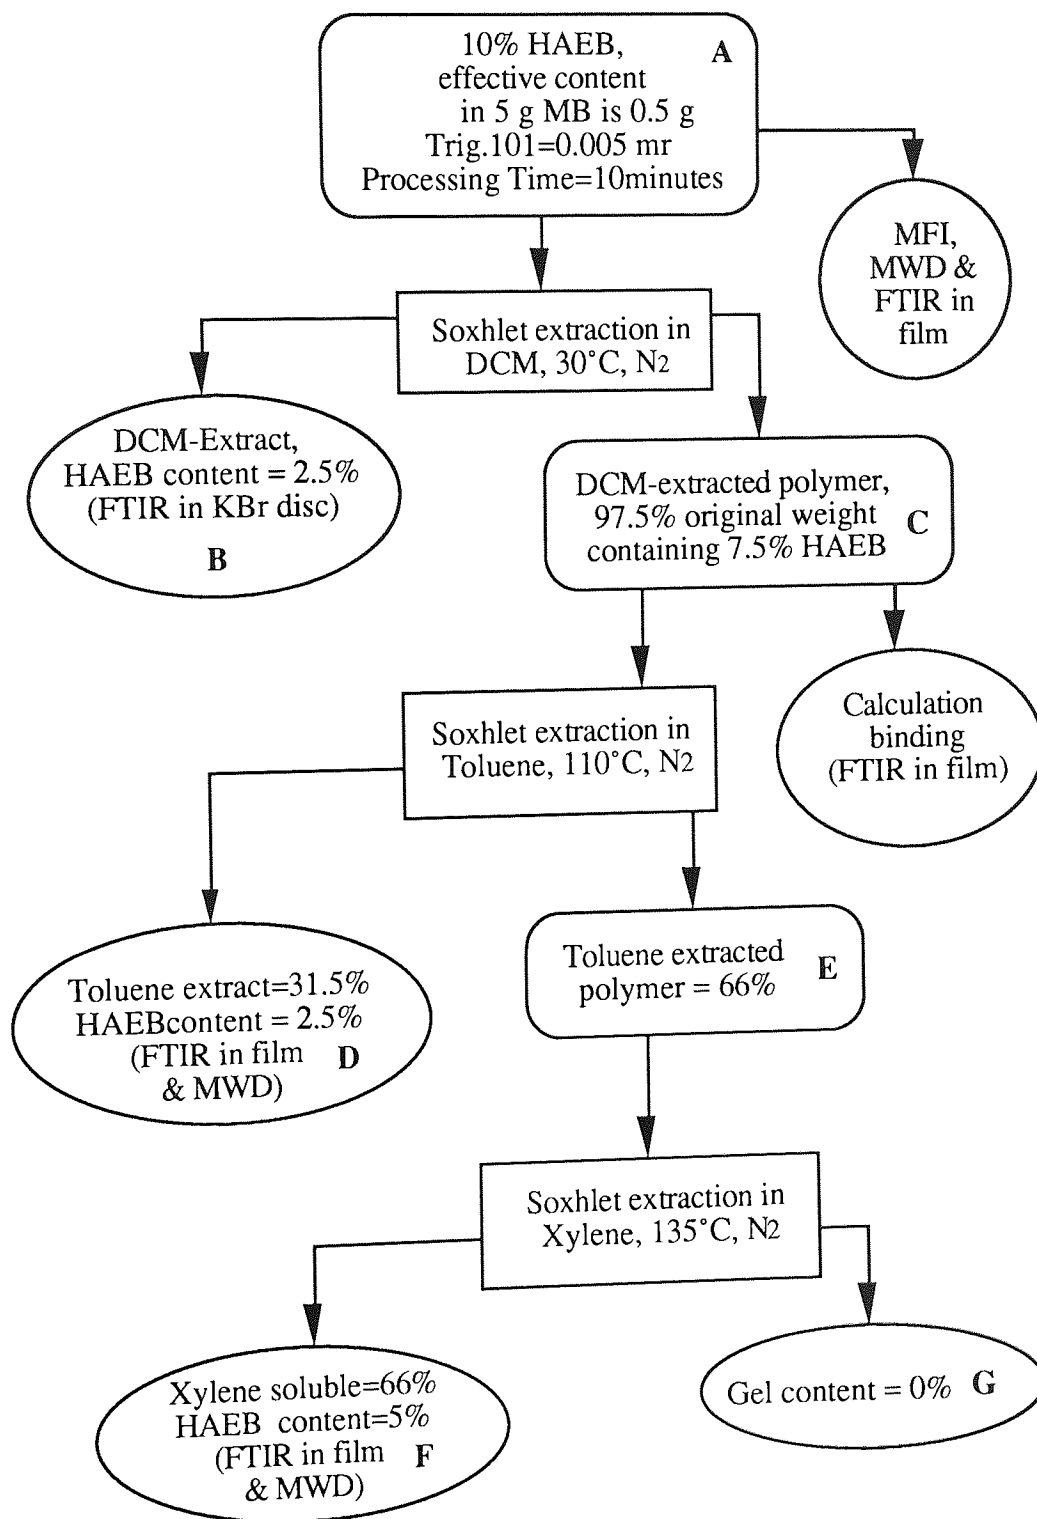 10% HAEB,
A
effective content
in 5 g MB is 0.5 g
Trig.101=0.005 mr
Processing Time=10minutes
MFI,
MWD &
FTIR in
film
Soxhlet extraction in
DCM, 30°C, N2
DCM-Extract,
HAEB content = 2.5%
(FTIR in KBr disc)
B
DCM-extracted polymer,
97.5% original weight
containing 7.5% HAEB
C
Calculation
binding
(FTIR in film)
Soxhlet extraction in
Toluene, 110°C, N2
Toluene extract=31.5%
HAEBcontent = 2.5%
(FTIR in film
& MWD)
D
Toluene extracted
polymer = 66%
E
Soxhlet extraction in
Xylene, 135°C, N2
Xylene soluble=66%
HAEB content=5%
(FTIR in film
& MWD)
F
Gel content = 0% G